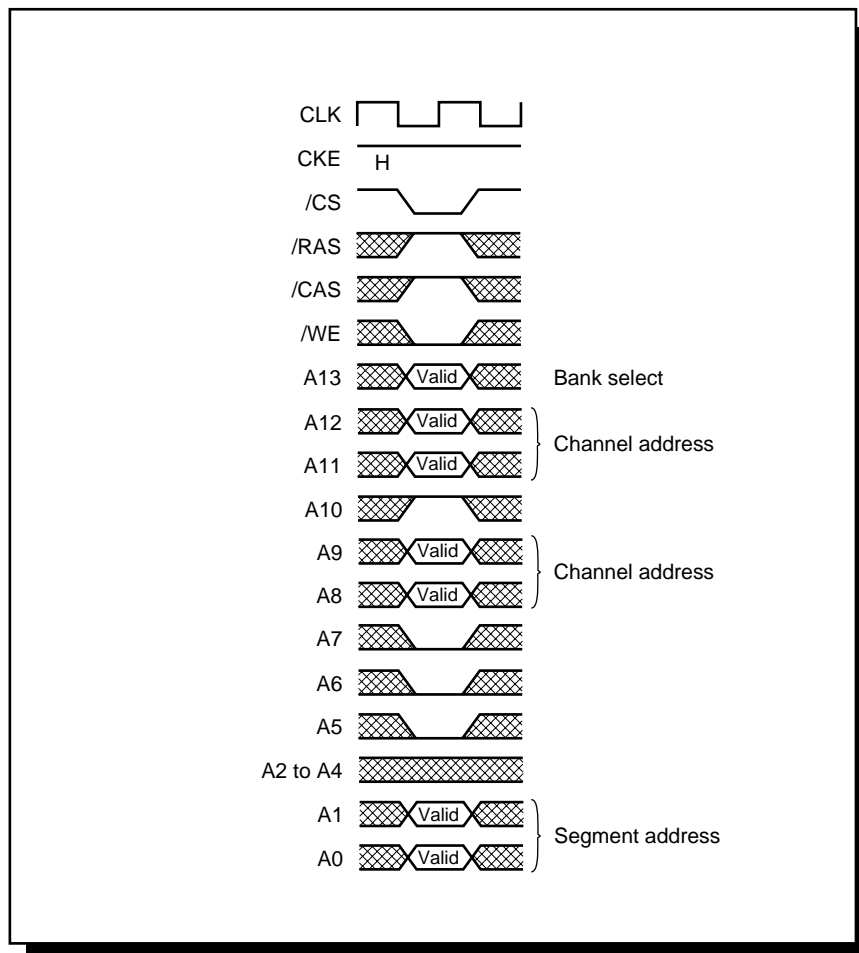 CLK
CKE H
/CS
/RAS
/CAS
/WE
A13 Valid Bank select
A12 Valid
Channel address
A11 Valid
A10
A9 Valid
Channel address
A8 Valid
A7
A6
A5
A2 to A4
A1 Valid
Segment address
A0 Valid